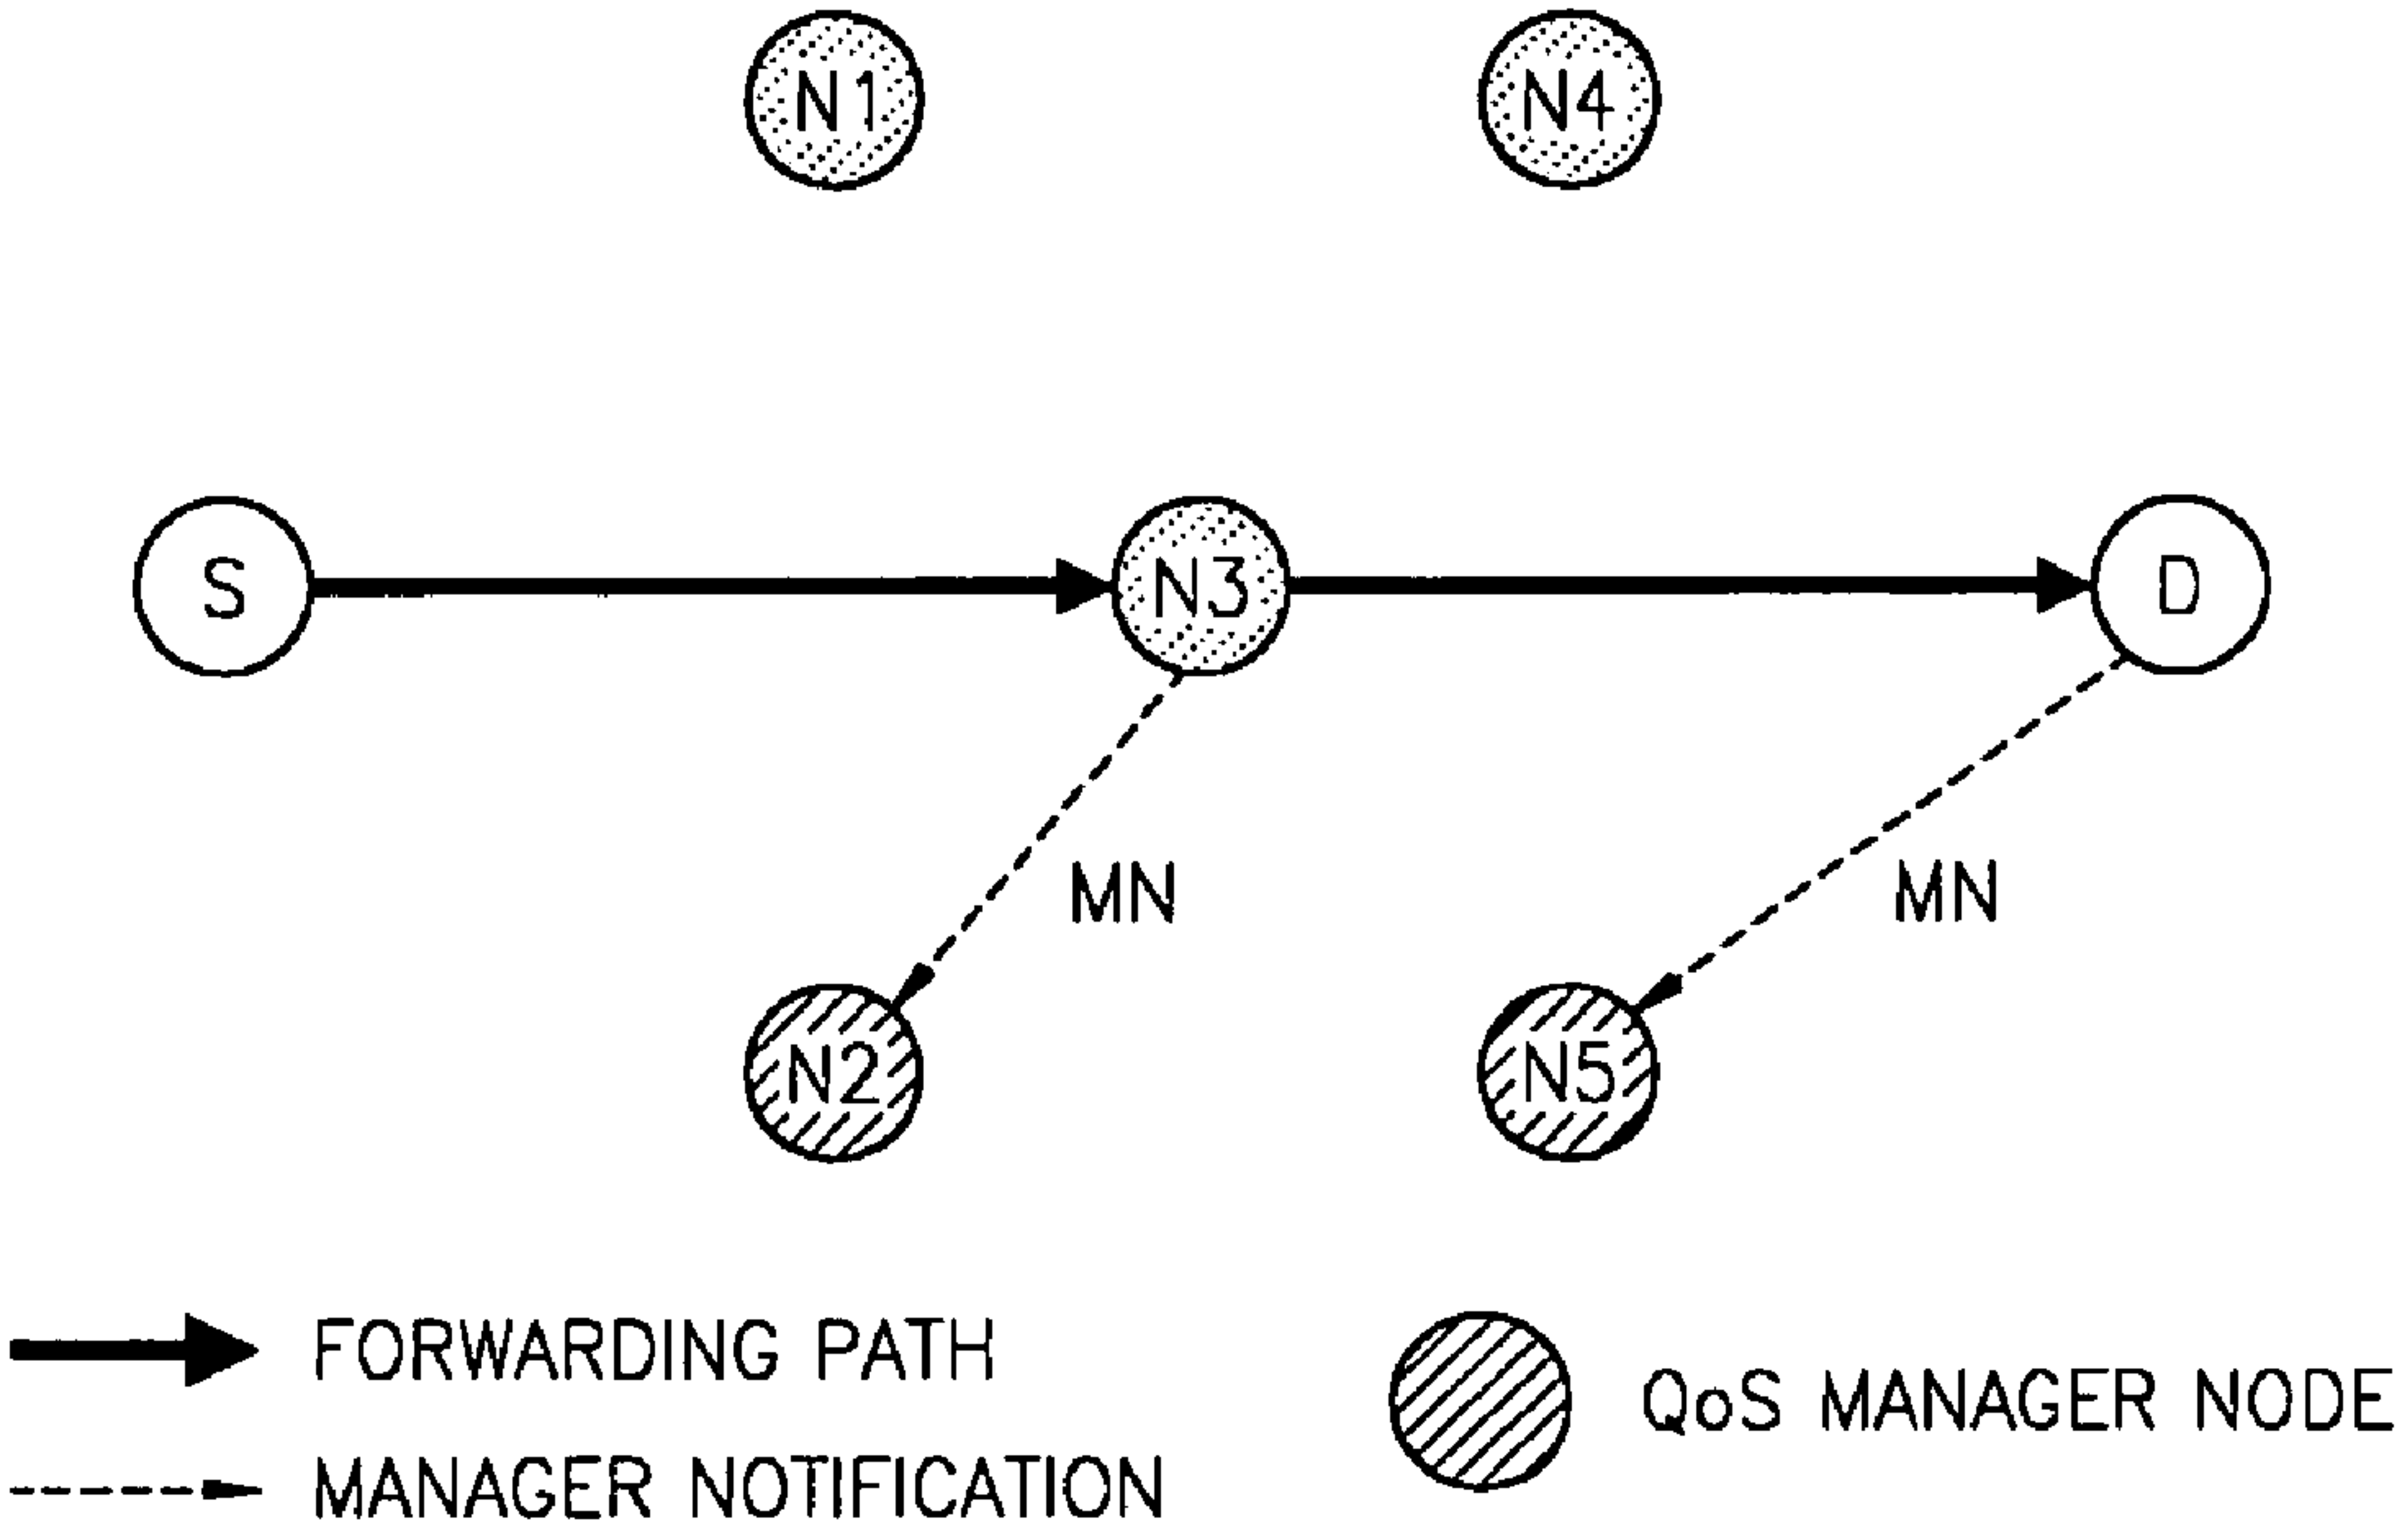 N1
N4
S
N3
D
MN
MN
N2
N5
FORWARDING PATH
QoS MANAGER NODE
MANAGER NOTIFICATION